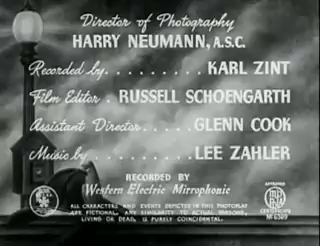 Director of Photography
HARRY NEUMANN, A.S.C.
Recorded by......... KARL ZINT
Film Editor . RUSSELL SCHOENGARTH
Assistant Director..... GLENN COOK
Music by......... LEE ZAHLER
RECORDED BY
Western Electric Mirrophonic
ALL CHARACTERS AND EVENTS DEPICTED IN THIS PHOTOPLAY
ARE FICTIONAL. ANY SIMILARITY TO ACTUAL PERSONS,
LIVING OR DEAD, IS PURELY COINCIDENTAL.
APPROVED
CERTIFICATE